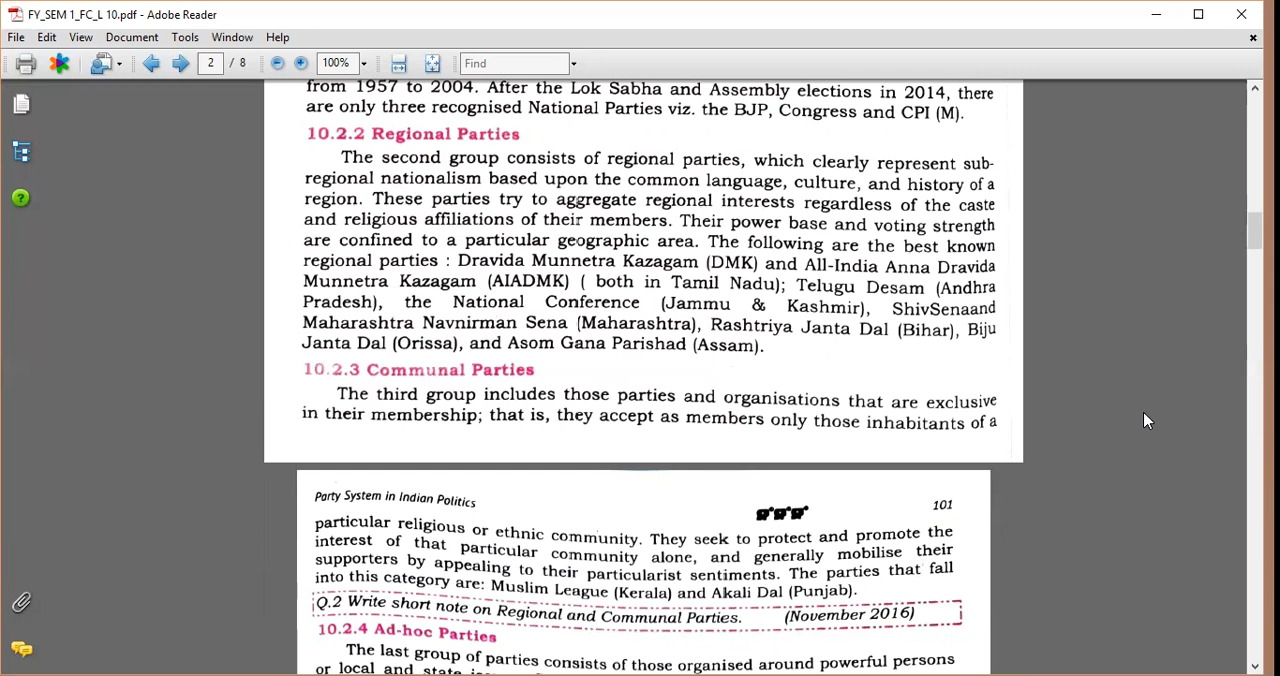 FY_SEM 1_FC_L 10.pdf - Adobe Reader
File Edit View Document Tools Window Help
2 / 8 100% Find
from 1957 to 2004. After the Lok Sabha and Assembly elections in 2014, there
are only three recognised National Parties viz. the BJP, Congress and CPI (M).
10.2.2 Regional Parties
The second group consists of regional parties, which clearly represent sub-
regional nationalism based upon the common language, culture, and history of a
region. These parties try to aggregate regional interests regardless of the caste
and religious affiliations of their members. Their power base and voting strength
are confined to a particular geographic area. The following are the best known
regional parties : Dravida Munnetra Kazagam (DMK) and All-India Anna Dravida
Munnetra Kazagam (AIADMK) ( both in Tamil Nadu); Telugu Desam (Andhra
Pradesh), the National Conference (Jammu & Kashmir), ShivSenaand
Maharashtra Navnirman Sena (Maharashtra), Rashtriya Janta Dal (Bihar), Biju
Janta Dal (Orissa), and Asom Gana Parishad (Assam).
10.2.3 Communal Parties
The third group includes those parties and organisations that are exclusive
in their membership; that is, they accept as members only those inhabitants of a
Party System in Indian Politics 101
particular religious or ethnic community. They seek to protect and promote the
interest of that particular community alone, and generally mobilise their
supporters by appealing to their particularist sentiments. The parties that fall
into this category are: Muslim League (Kerala) and Akali Dal (Punjab).
Q.2 Write short note on Regional and Communal Parties. (November 2016)
10.2.4 Ad-hoc Parties
The last group of parties consists of those organised around powerful persons
or local and state